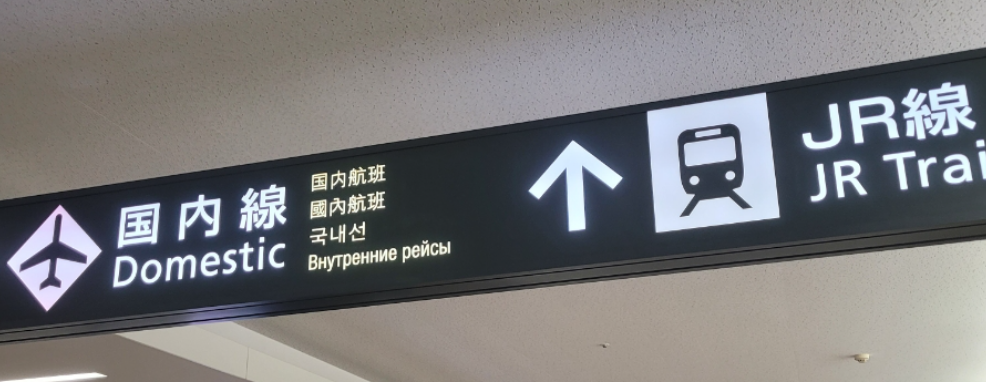 国内線
Domestic
国内航班
國內航班
국내선
Внутренние рейсы
JR線
JR